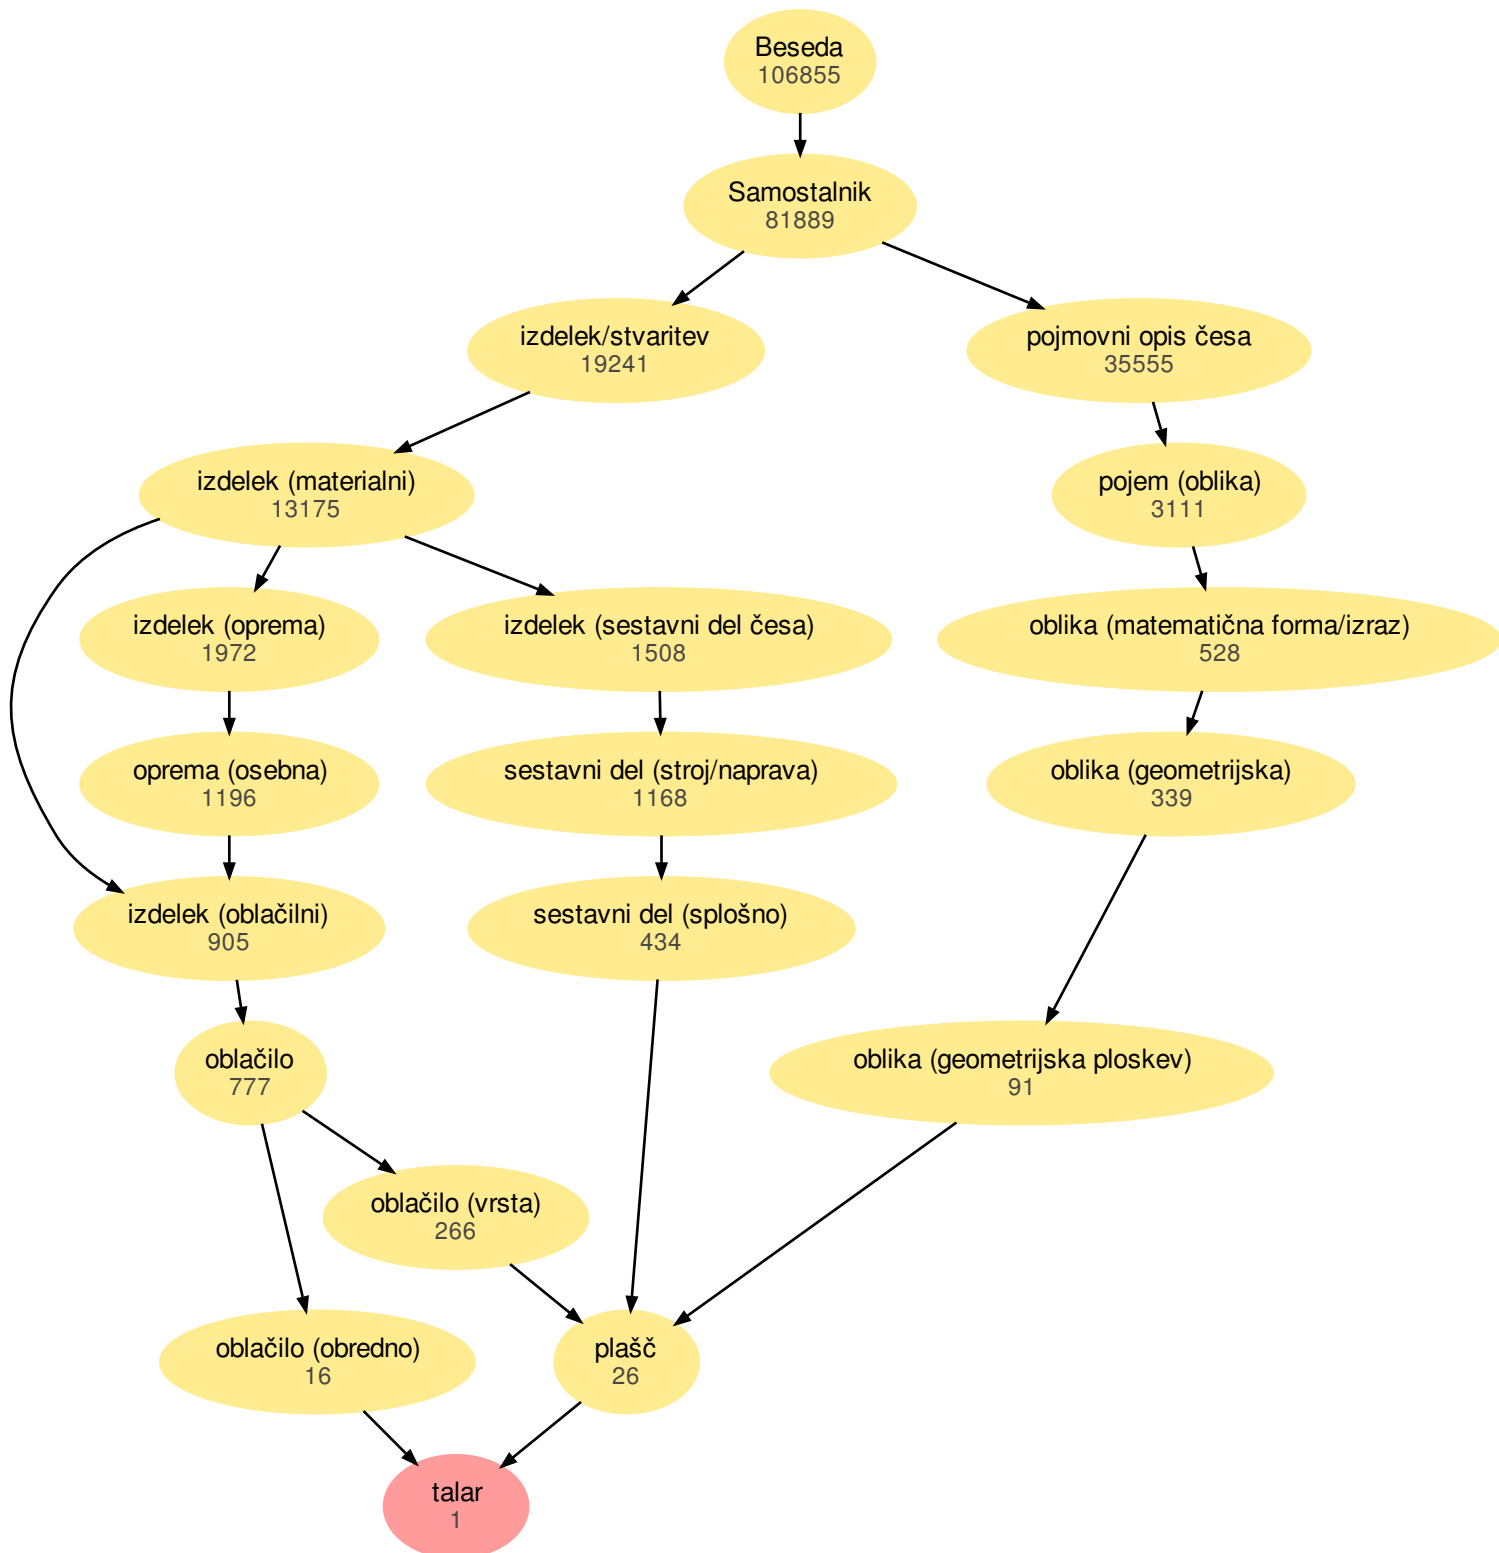 Beseda
106855
Samostalnik
81889
izdelek/stvaritev
19241
pojmovni opis česa
35555
izdelek (materialni)
13175
pojem (oblika)
3111
izdelek (oprema)
1972
izdelek (sestavni del česa)
1508
oblika (matematična forma/izraz)
528
oprema (osebna)
1196
sestavni del (stroj/naprava)
1168
oblika (geometrijska)
339
izdelek (oblačilni)
905
sestavni del (splošno)
434
oblačilo
777
oblika (geometrijska ploskev)
91
oblačilo (vrsta)
266
oblačilo (obredno)
16
plašč
26
talar
1